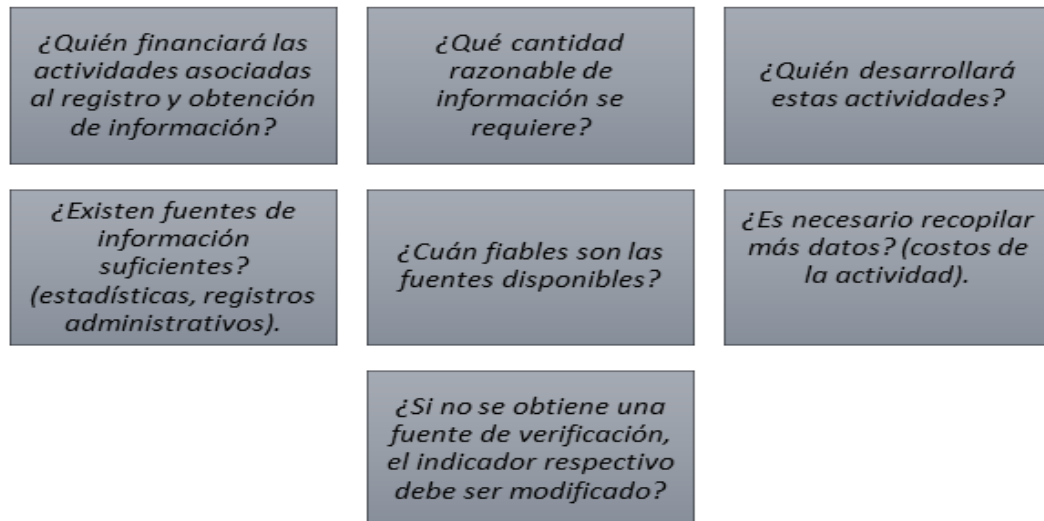 ¿Quién financiará las
actividades asociadas
al registro y obtención
de información?
¿Qué cantidad
razonable de
información se
requiere?
¿Quién desarrollará
estas actividades?
¿Existen fuentes de
información
suficientes?
(estadísticas, registros
administrativos).
¿Cuán fiables son las
fuentes disponibles?
¿Es necesario recopilar
más datos? (costos de
la actividad).
¿Si no se obtiene una
fuente de verificación,
el indicador respectivo
debe ser modificado?